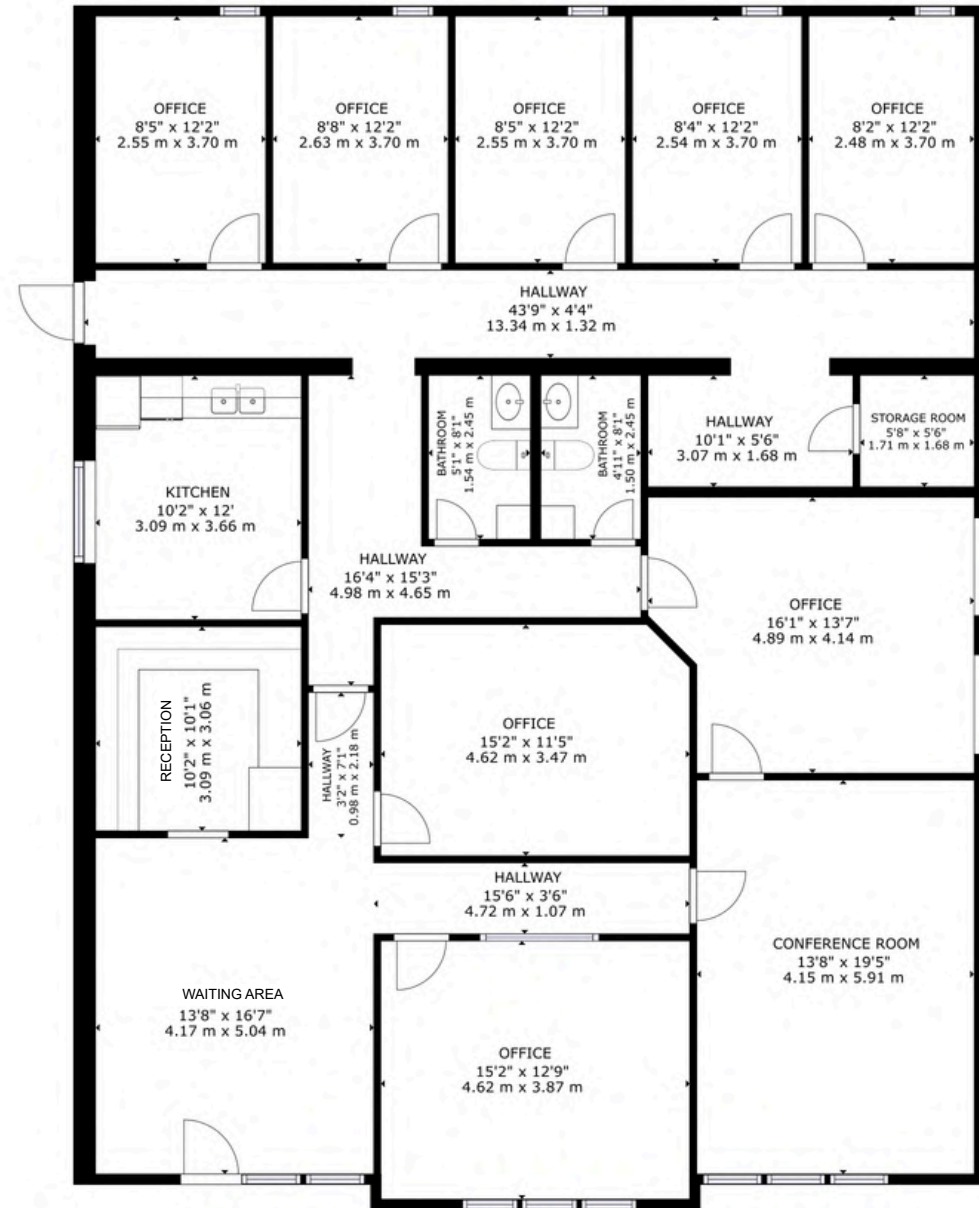 OFFICE
8'5" x 12'2"
2.55 m x 3.70 m
OFFICE
8'8" x 12'2"
2.63 m x 3.70 m
OFFICE
8'5" x 12'2"
2.55 m x 3.70 m
OFFICE
8'4" x 12'2"
2.54 m x 3.70 m
OFFICE
8'2" x 12'2"
2.48 m x 3.70 m
HALLWAY
43'9" x 4'4"
13.34 m x 1.32 m
KITCHEN
10'2" x 12'
3.09 m x 3.66 m
BATHROOM
5'1" x 8'1"
1.54 m x 2.45 m
BATHROOM
4'11" x 8'1"
1.50 m x 2.45 m
HALLWAY
10'1" x 5'6"
3.07 m x 1.68 m
STORAGE ROOM
5'8" x 5'6"
1.71 m x 1.68 m
HALLWAY
16'4" x 15'3"
4.98 m x 4.65 m
OFFICE
16'1" x 13'7"
4.89 m x 4.14 m
RECEPTION
10'2" x 10'1"
3.09 m x 3.06 m
HALLWAY
3'2" x 7'1"
0.98 m x 2.18 m
OFFICE
15'2" x 11'5"
4.62 m x 3.47 m
HALLWAY
15'6" x 3'6"
4.72 m x 1.07 m
CONFERENCE ROOM
13'8" x 19'5"
4.15 m x 5.91 m
WAITING AREA
13'8" x 16'7"
4.17 m x 5.04 m
OFFICE
15'2" x 12'9"
4.62 m x 3.87 m